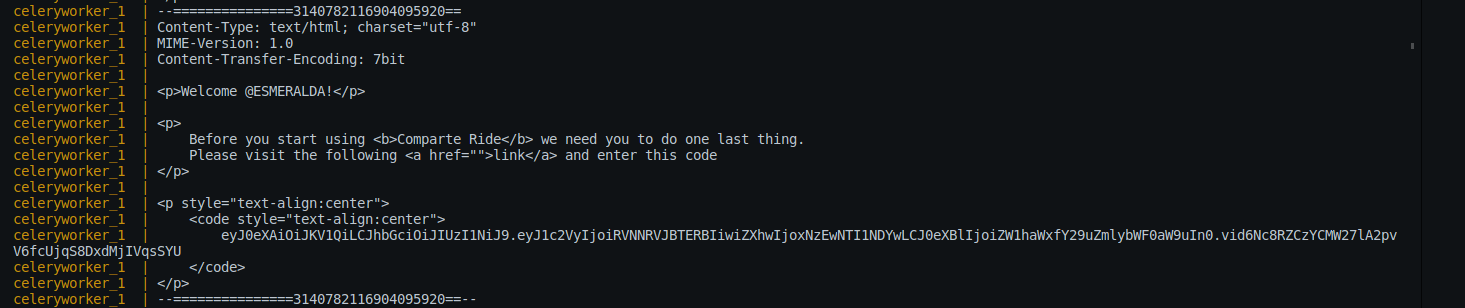 celeryworker_1 | --===============3140782116904095920==
celeryworker_1 | Content-Type: text/html; charset="utf-8"
celeryworker_1 | MIME-Version: 1.0
celeryworker_1 | Content-Transfer-Encoding: 7bit
celeryworker_1 |
celeryworker_1 | <p>Welcome @ESMERALDA!</p>
celeryworker_1 |
celeryworker_1 | <p>
celeryworker_1 |     Before you start using <b>Comparte Ride</b> we need you to do one last thing.
celeryworker_1 |     Please visit the following <a href="">link</a> and enter this code
celeryworker_1 | </p>
celeryworker_1 |
celeryworker_1 | <p style="text-align:center">
celeryworker_1 |     <code style="text-align:center">
celeryworker_1 |         eyJ0eXAiOiJKV1QiLCJhbGciOiJIUzI1NiJ9.eyJ1c2VyIjoiRVNNRVJBTERBIiwiZXhwIjoxNzEwNTI1NDYwLCJ0eXBlIjoiZW1haWxfY29uZmlybWF0aW9uIn0.vid6Nc8RZCzYCMW27lA2pv
V6fcUjqS8DxdMjIVqsSYU
celeryworker_1 |     </code>
celeryworker_1 | </p>
celeryworker_1 | --===============3140782116904095920==--